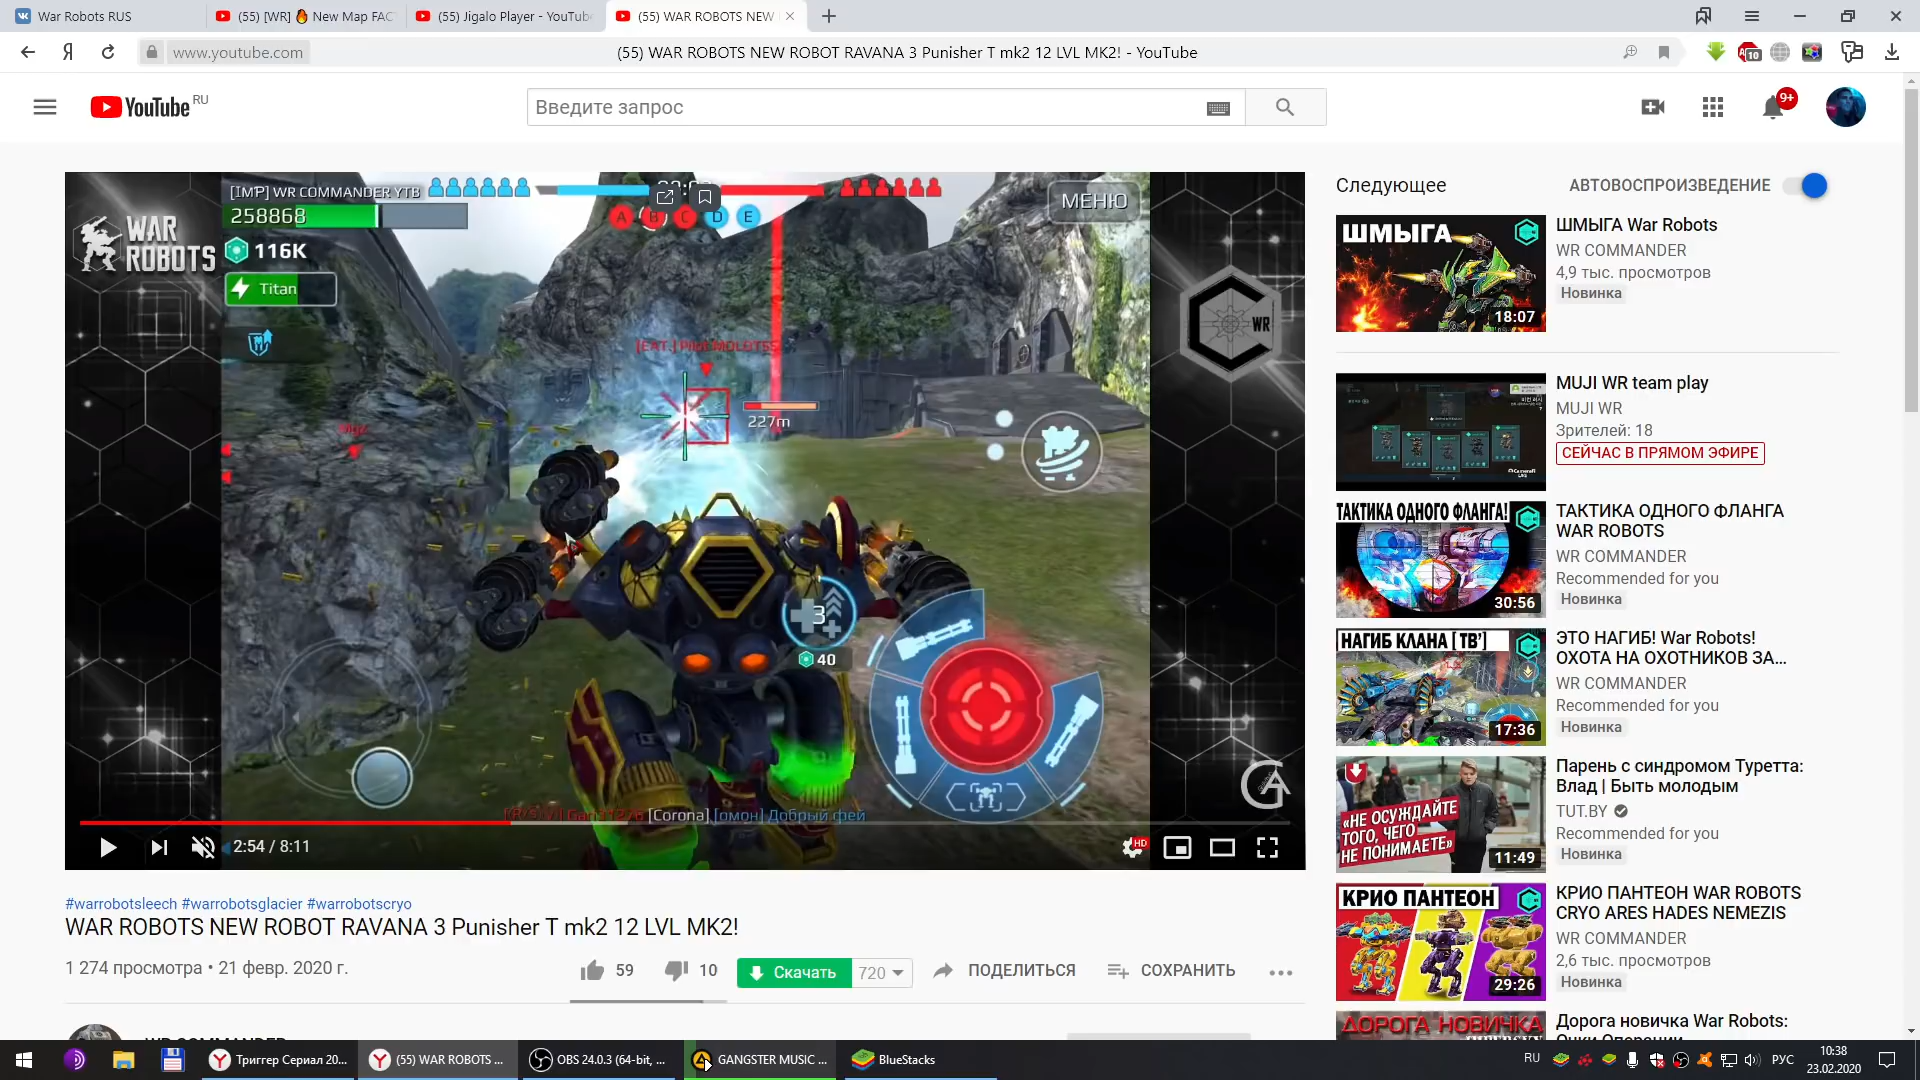 War Robots RUS
(55) [WR] 🔥 New Map FAC
(55) Jigalo Player - YouTube
(55) WAR ROBOTS NEW
www.youtube.com
(55) WAR ROBOTS NEW ROBOT RAVANA 3 Punisher T mk2 12 LVL MK2! - YouTube
10
YouTube RU
Введите запрос
9+
WAR ROBOTS
[IMP] WR COMMANDER YTB
258868
116K
Titan
A B C D E
МЕНЮ
WR
227m
3
40
[Corona] [омон] Добрый фей
2:54 / 8:11
HD
#warrobotsleech #warrobotsglacier #warrobotscryo
WAR ROBOTS NEW ROBOT RAVANA 3 Punisher T mk2 12 LVL MK2!
1 274 просмотра • 21 февр. 2020 г.
59
10
Скачать
720
ПОДЕЛИТЬСЯ
СОХРАНИТЬ
WR COMMANDER
Следующее
АВТОВОСПРОИЗВЕДЕНИЕ
ШМЫГА
18:07
ШМЫГА War Robots
WR COMMANDER
4,9 тыс. просмотров
Новинка
MUJI WR team play
MUJI WR
Зрителей: 18
СЕЙЧАС В ПРЯМОМ ЭФИРЕ
ТАКТИКА ОДНОГО ФЛАНГА!
30:56
ТАКТИКА ОДНОГО ФЛАНГА
WAR ROBOTS
WR COMMANDER
Recommended for you
Новинка
НАГИБ КЛАНА [ТВ']
17:36
ЭТО НАГИБ! War Robots!
ОХОТА НА ОХОТНИКОВ ЗА...
WR COMMANDER
Recommended for you
Новинка
«НЕ ОСУЖДАЙТЕ
ТОГО, ЧЕГО
НЕ ПОНИМАЕТЕ»
11:49
Парень с синдромом Туретта:
Влад | Быть молодым
TUT.BY
Recommended for you
Новинка
КРИО ПАНТЕОН
29:26
КРИО ПАНТЕОН WAR ROBOTS
CRYO ARES HADES NEMEZIS
WR COMMANDER
2,6 тыс. просмотров
Новинка
ДОРОГА НОВИЧКА
Дорога новичка War Robots:
Очки Операции
Триггер Сериал 20...
(55) WAR ROBOTS ...
OBS 24.0.3 (64-bit, ...
GANGSTER MUSIC ...
BlueStacks
RU
РУС
10:38
23.02.2020